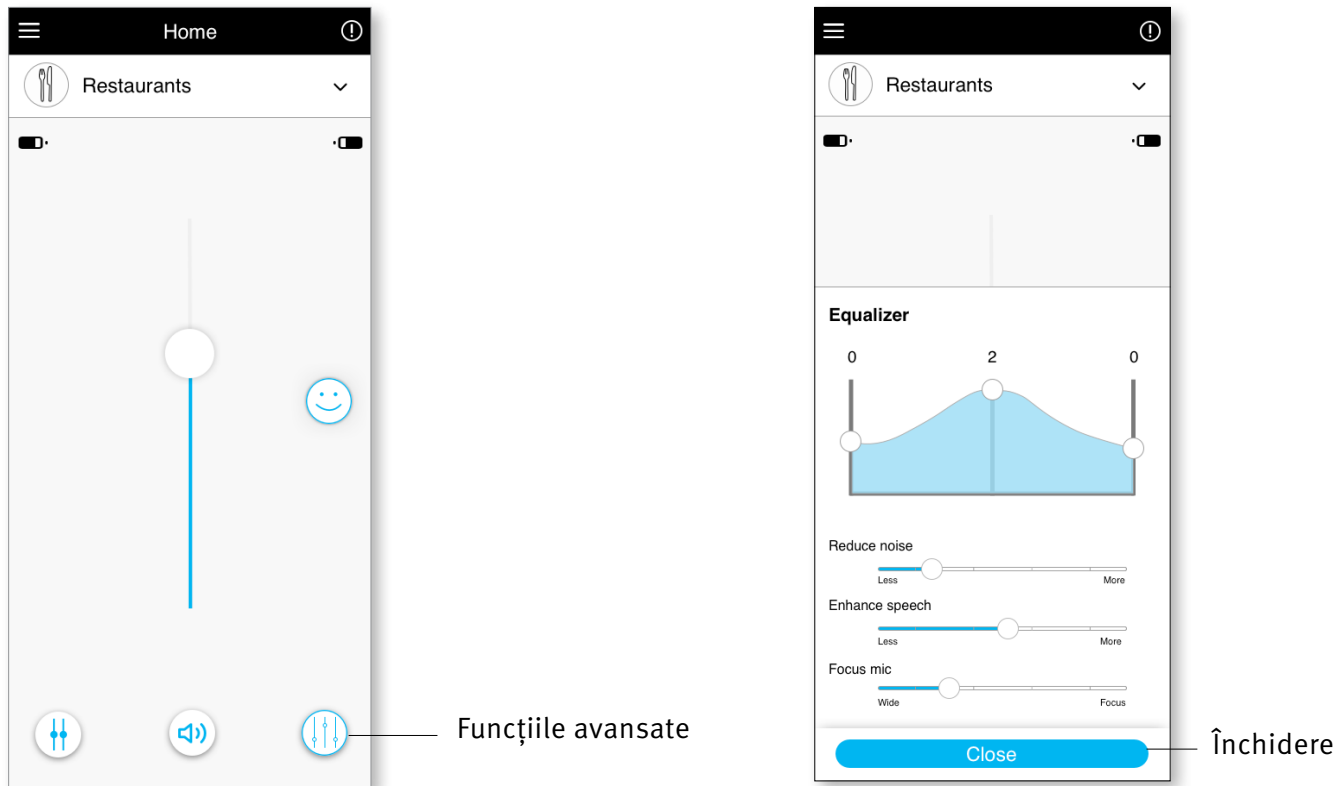 Home
Restaurants
Funcțiile avansate
Restaurants
Equalizer
0 2 0
Reduce noise
Less More
Enhance speech
Less More
Focus mic
Wide Focus
Close
Închidere